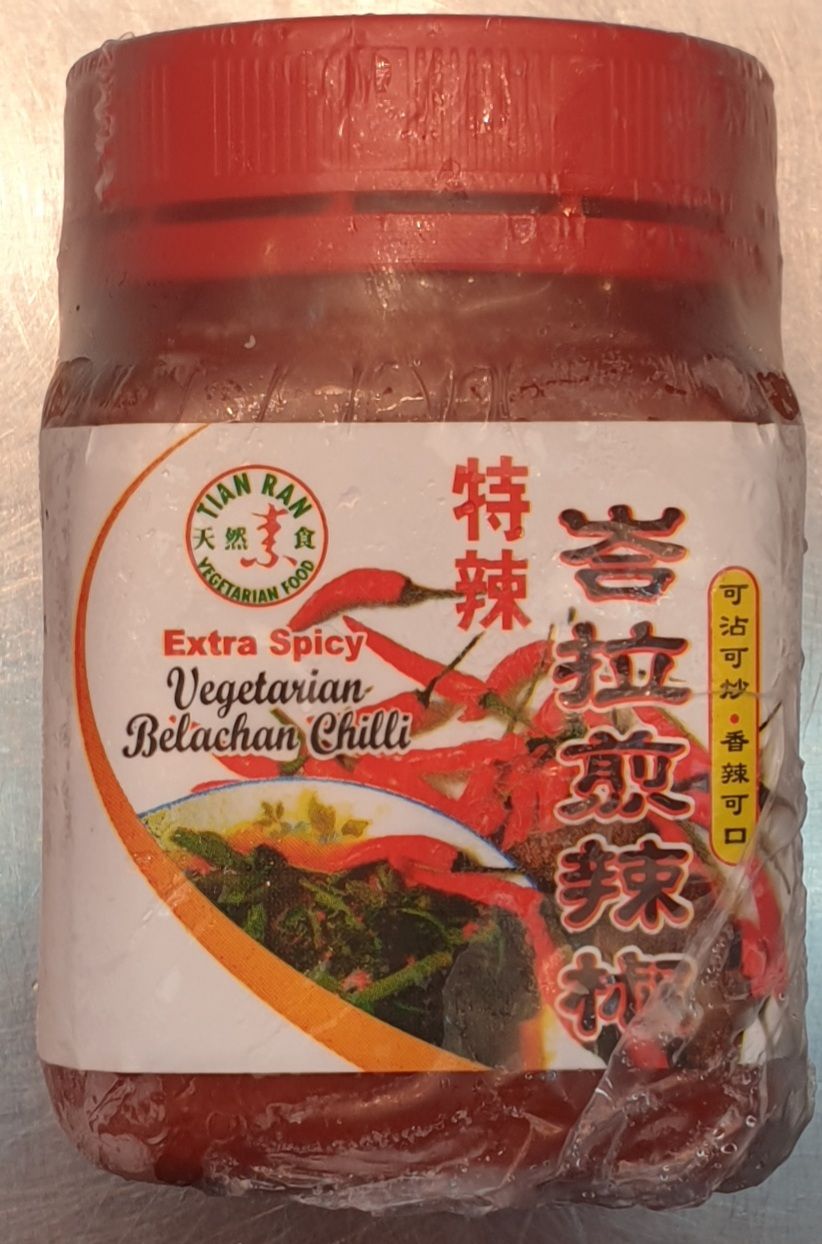 TIAN RAN
天然素食
VEGETARIAN FOOD
Extra Spicy
Vegetarian
Belachan Chilli
特辣
峇拉煎辣椒
可沾可炒•香辣可口